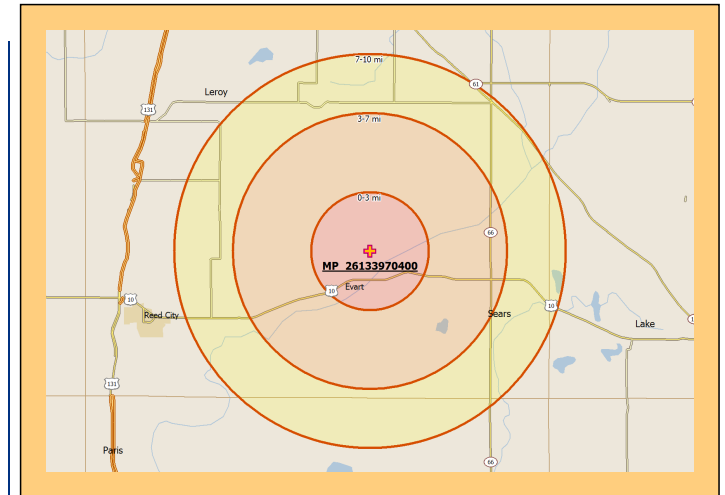 7-10 mi
61
Leroy
131
3-7 mi
0-3 mi
66
MP 26133970400
Evart
10
10
10
Reed City
Sears
Lake
131
Paris
66